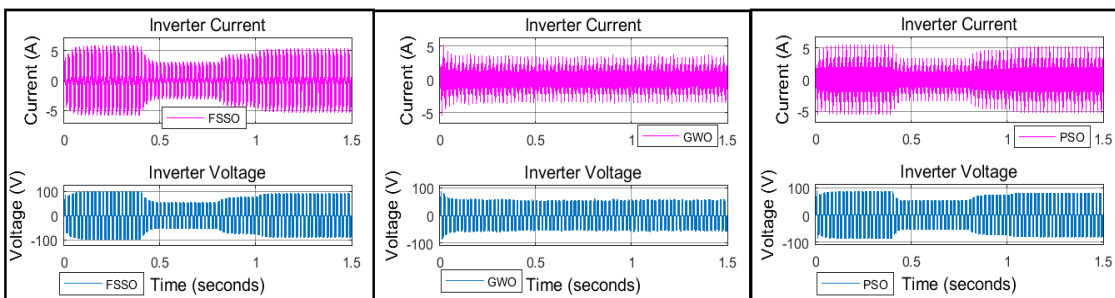 Inverter Current
Current (A)
5
0
-5
FSSO
0
0.5
1
1.5
Inverter Voltage
Voltage (V)
100
0
-100
0
0.5
1
1.5
FSSO
Time (seconds)
Inverter Current
Current (A)
5
0
-5
0
0.5
1
1.5
GWO
Inverter Voltage
Voltage (V)
100
0
-100
0
0.5
1
1.5
GWO
Time (seconds)
Inverter Current
Current (A)
5
0
-5
0
0.5
1
1.5
PSO
Inverter Voltage
Voltage (V)
100
0
-100
0
0.5
1
1.5
PSO
Time (seconds)